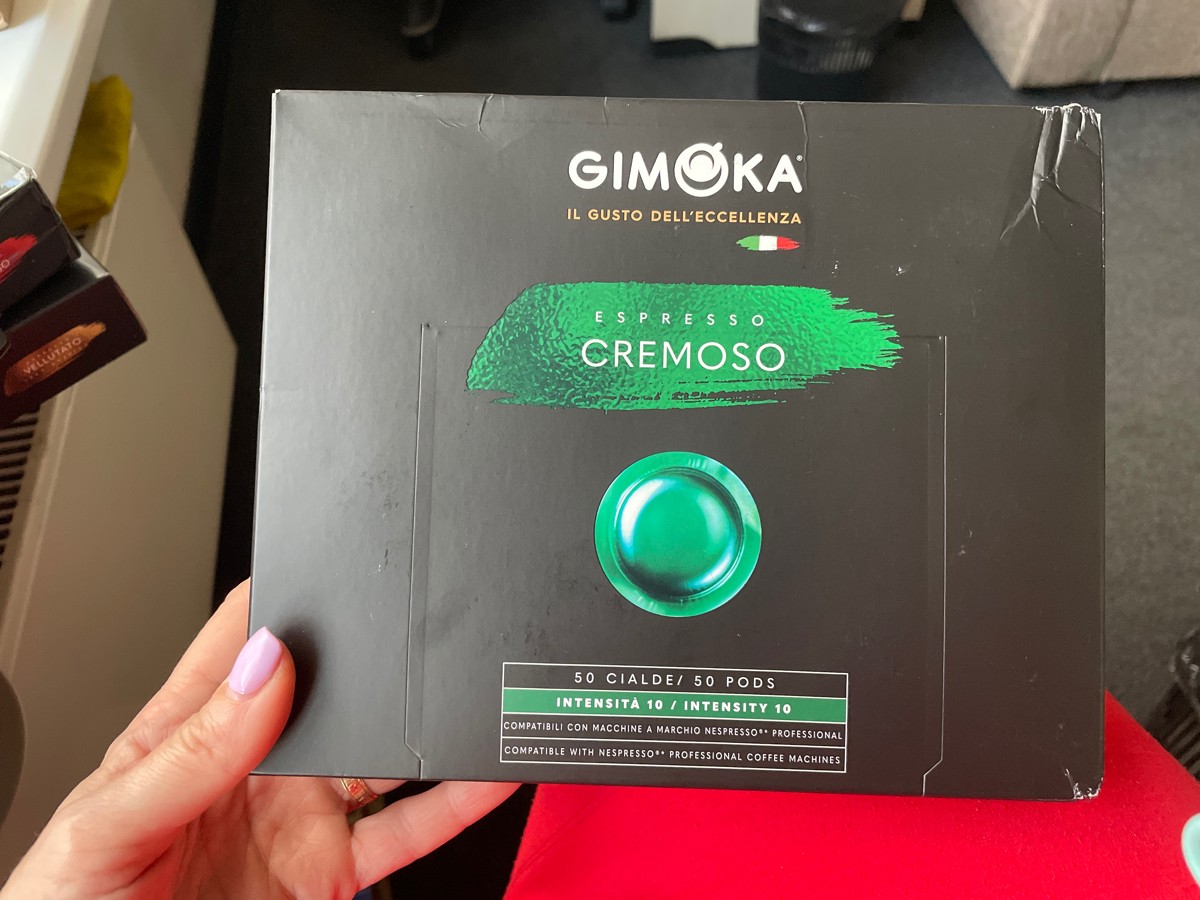 GIMOKA®
IL GUSTO DELL'ECCELLENZA
ESPRESSO
CREMOSO
50 CIALDE/ 50 PODS
INTENSITÀ 10 / INTENSITY 10
COMPATIBILI CON MACCHINE A MARCHIO NESPRESSO®* PROFESSIONAL
COMPATIBLE WITH NESPRESSO®* PROFESSIONAL COFFEE MACHINES
VELLUTATO